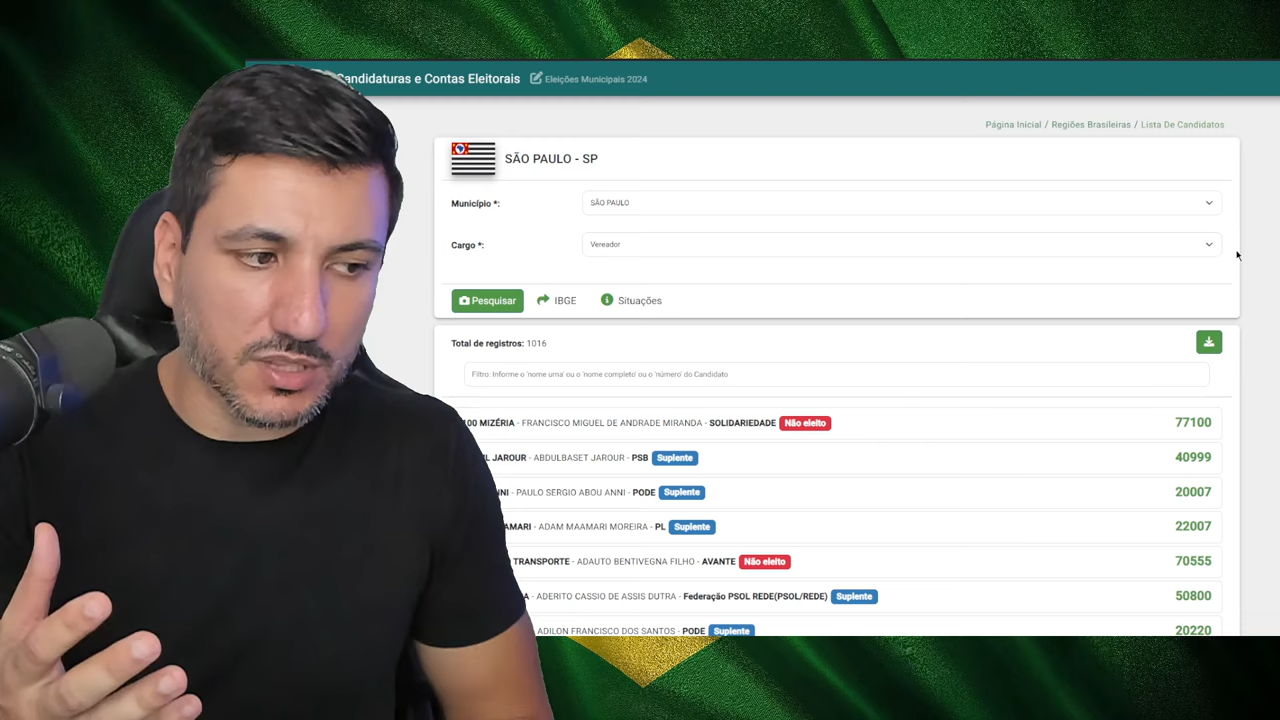 Candidaturas e Contas Eleitorais Eleições Municipais 2024
Página Inicial / Regiões Brasileiras / Lista De Candidatos
SÃO PAULO - SP
Município *: SÃO PAULO
Cargo *: Vereador
Pesquisar IBGE Situações
Total de registros: 1016
Filtro: Informe o 'nome urna' ou o 'nome completo' ou o 'número' do Candidato
100 MIZÉRIA - FRANCISCO MIGUEL DE ANDRADE MIRANDA - SOLIDARIEDADE Não eleito 77100
JAROUR - ABDULBASET JAROUR - PSB Suplente 40999
- PAULO SERGIO ABOU ANNI - PODE Suplente 20007
AMARI - ADAM MAAMARI MOREIRA - PL Suplente 22007
TRANSPORTE - ADAUTO BENTIVEGNA FILHO - AVANTE Não eleito 70555
A - ADERITO CASSIO DE ASSIS DUTRA - Federação PSOL REDE(PSOL/REDE) Suplente 50800
ADILON FRANCISCO DOS SANTOS - PODE Suplente 20220